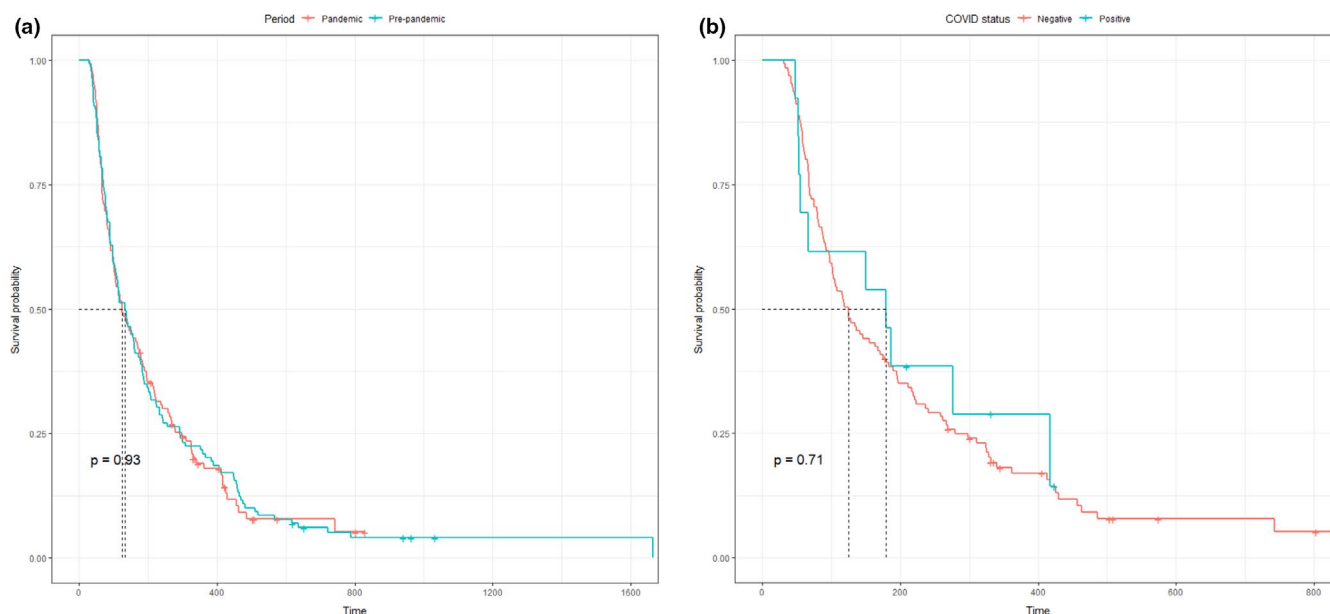 (a)
Period Pandemic Pre-pandemic
Survival probability
1.00
0.75
0.50
0.25
0.00
p = 0.93
0 400 800 1200 1600
Time
(b)
COVID status Negative Positive
Survival probability
1.00
0.75
0.50
0.25
0.00
p = 0.71
0 200 400 600 800
Time